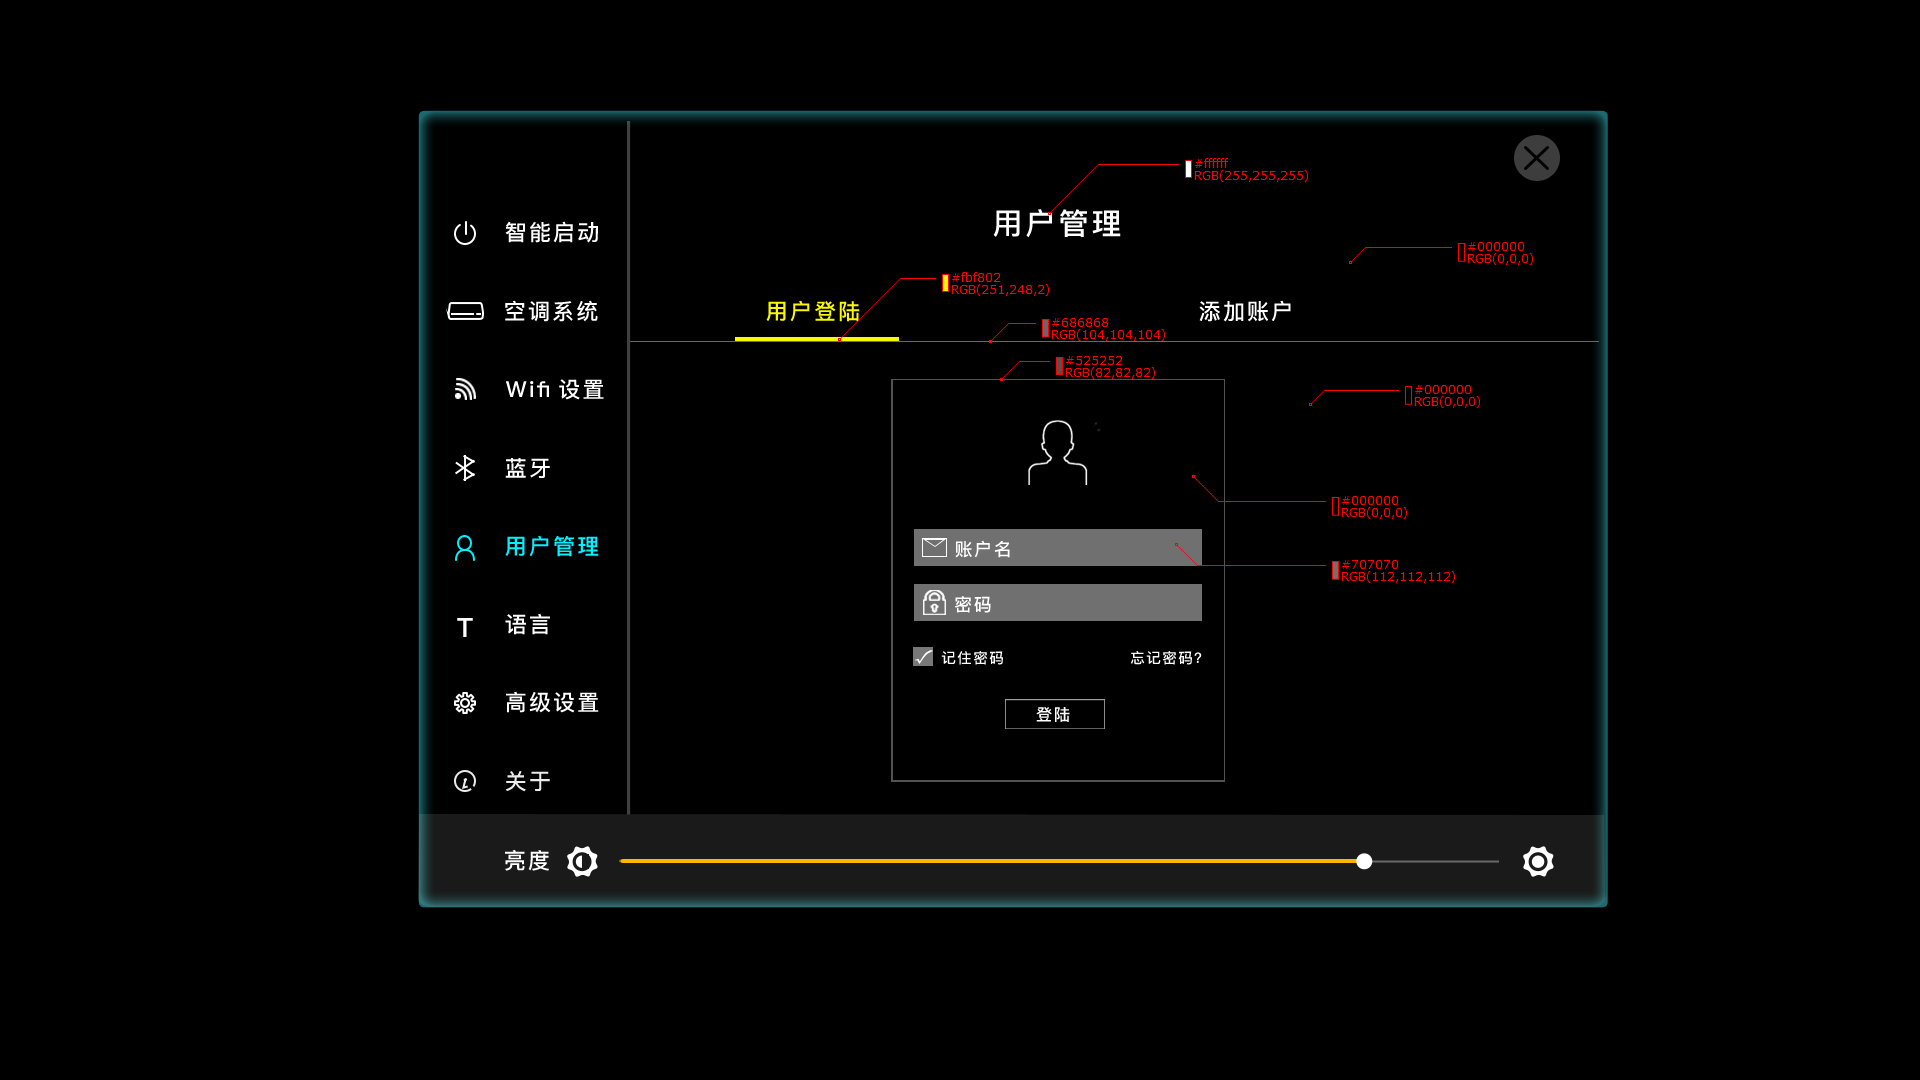 #ffffff
RGB(255,255,255)
用户管理
智能启动
#000000
RGB(0,0,0)
#fbf802
RGB(251,248,2)
空调系统
用户登陆
添加账户
#686868
RGB(104,104,104)
#525252
RGB(82,82,82)
Wifi 设置
#000000
RGB(0,0,0)
蓝牙
#000000
RGB(0,0,0)
用户管理
账户名
#707070
RGB(112,112,112)
密码
T 语言
记住密码
忘记密码?
高级设置
登陆
关于
亮度